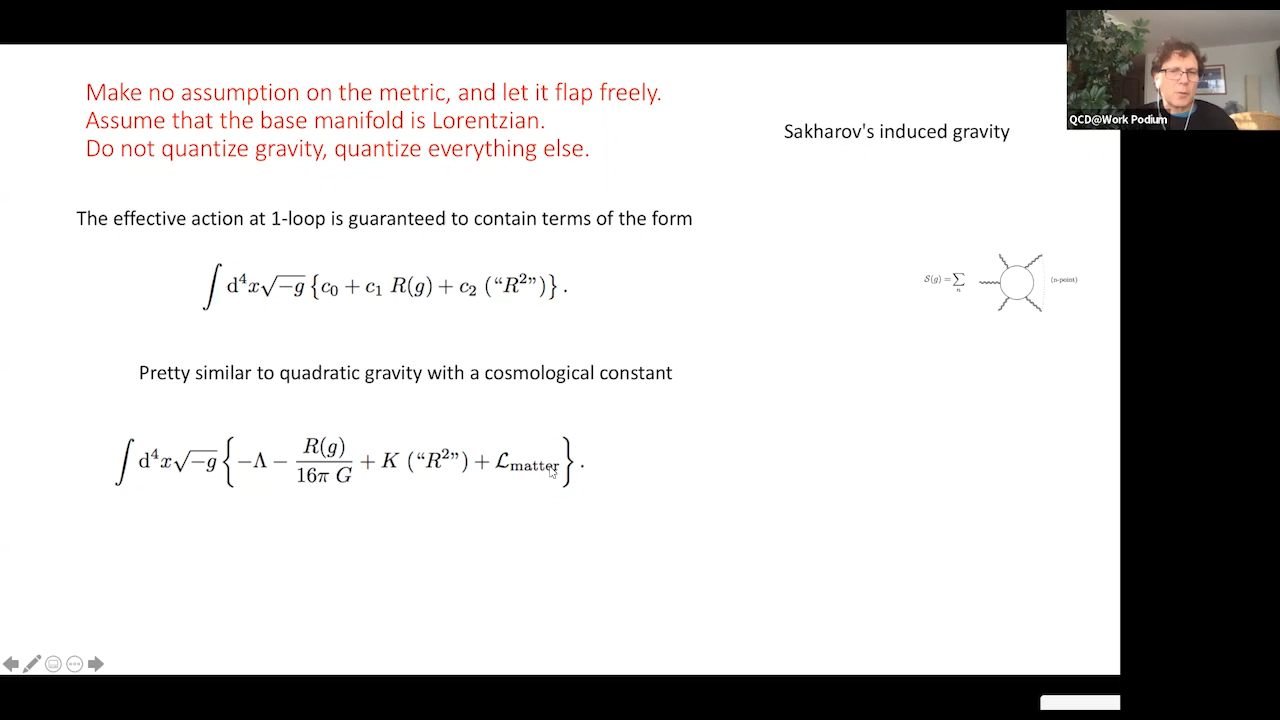 Make no assumption on the metric, and let it flap freely.
Assume that the base manifold is Lorentzian.
Do not quantize gravity, quantize everything else.
Sakharov's induced gravity
QCD@Work Podium
The effective action at 1-loop is guaranteed to contain terms of the form
∫ d⁴x√−g {c₀ + c₁ R(g) + c₂ (“R²”)} .
S(g) = ∑ₙ (n-point)
Pretty similar to quadratic gravity with a cosmological constant
∫ d⁴x√−g {−Λ − R(g)/16π G + K (“R²”) + ℒmatter} .